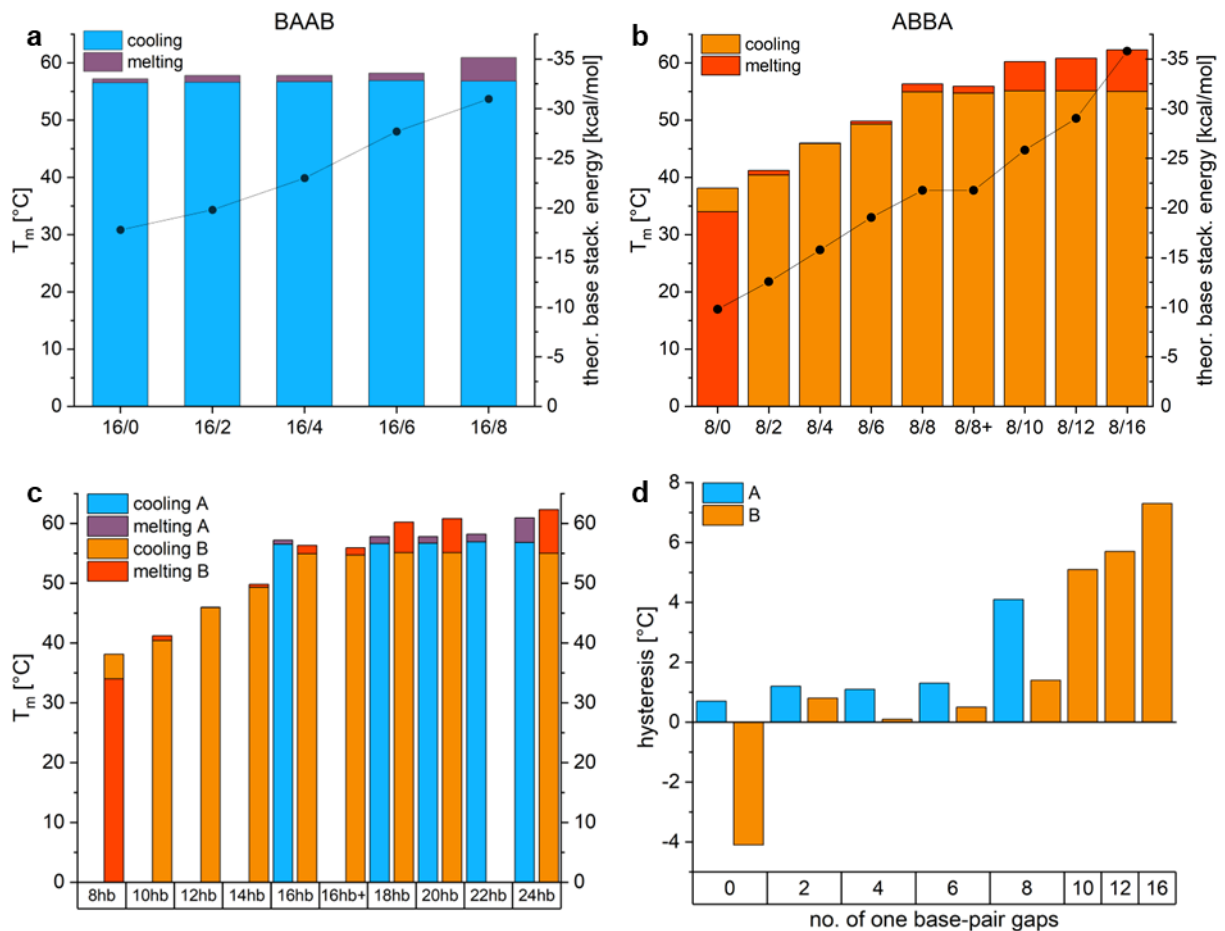 a
BAAB
cooling
melting
T_m [°C]
60
50
40
30
20
10
0
-35
-30
-25
-20
-15
-10
-5
0
theor. base stack. energy [kcal/mol]
16/0 16/2 16/4 16/6 16/8
b
ABBA
cooling
melting
T_m [°C]
60
50
40
30
20
10
0
-35
-30
-25
-20
-15
-10
-5
0
theor. base stack. energy [kcal/mol]
8/0 8/2 8/4 8/6 8/8 8/8+ 8/10 8/12 8/16
c
cooling A
melting A
cooling B
melting B
T_m [°C]
60
50
40
30
20
10
0
60
50
40
30
20
10
0
8hb 10hb 12hb 14hb 16hb 16hb+ 18hb 20hb 22hb 24hb
d
A
B
hysteresis [°C]
8
6
4
2
0
-2
-4
0 2 4 6 8 10 12 16
no. of one base-pair gaps